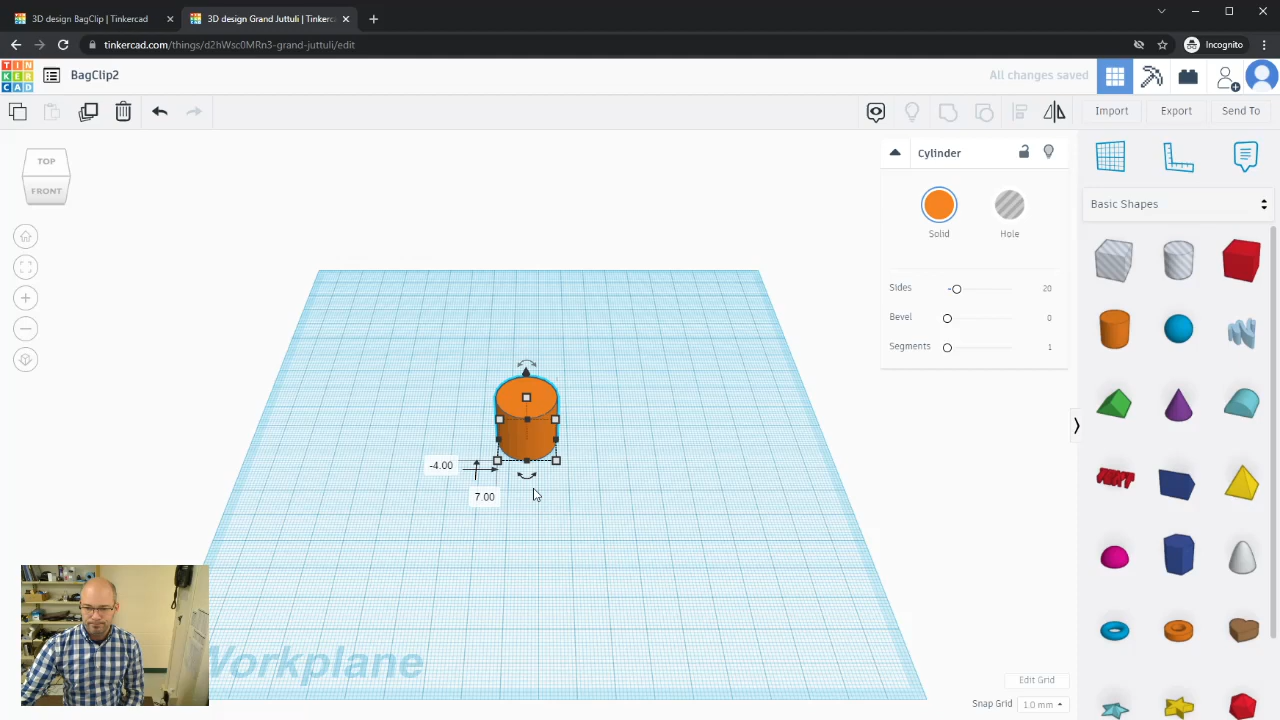 3D design BagClip | Tinkercad
3D design Grand Juttuli | Tinkerc
Incognito
tinkercad.com/things/d2hWsc0MRn3-grand-juttuli/edit
TIN
KER
CAD
BagClip2
All changes saved
Import
Export
Send To
TOP
FRONT
Cylinder
Solid
Hole
Sides
20
Bevel
0
Segments
1
Basic Shapes
-4.00
7.00
Workplane
Edit Grid
Snap Grid
1.0 mm